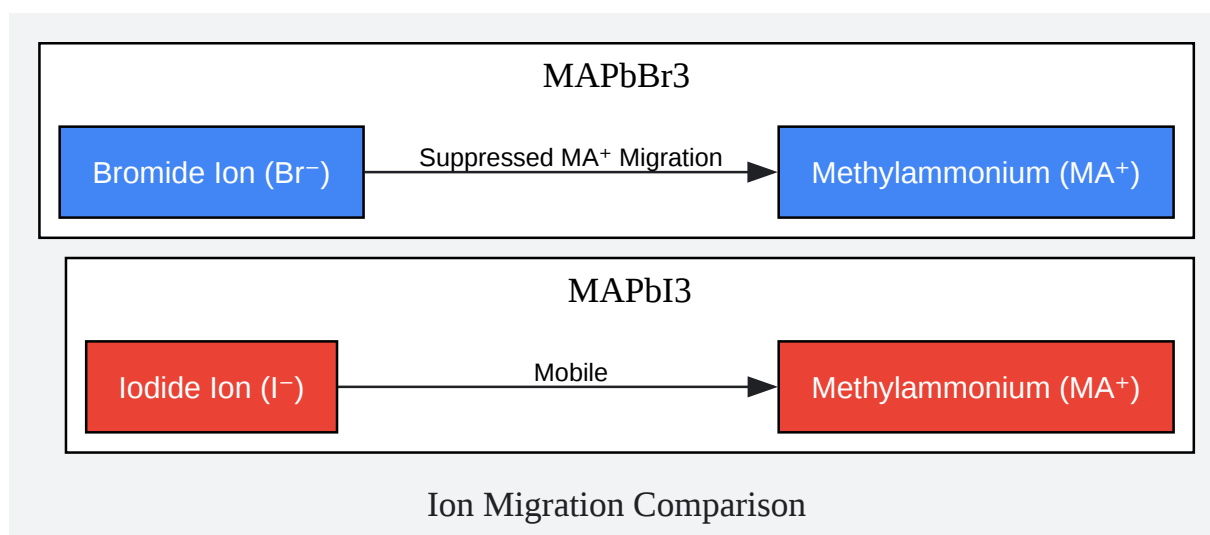 MAPbBr3
Bromide Ion (Br⁻)
Suppressed MA⁺ Migration
Methylammonium (MA⁺)
MAPbI3
Iodide Ion (I⁻)
Mobile
Methylammonium (MA⁺)
Ion Migration Comparison